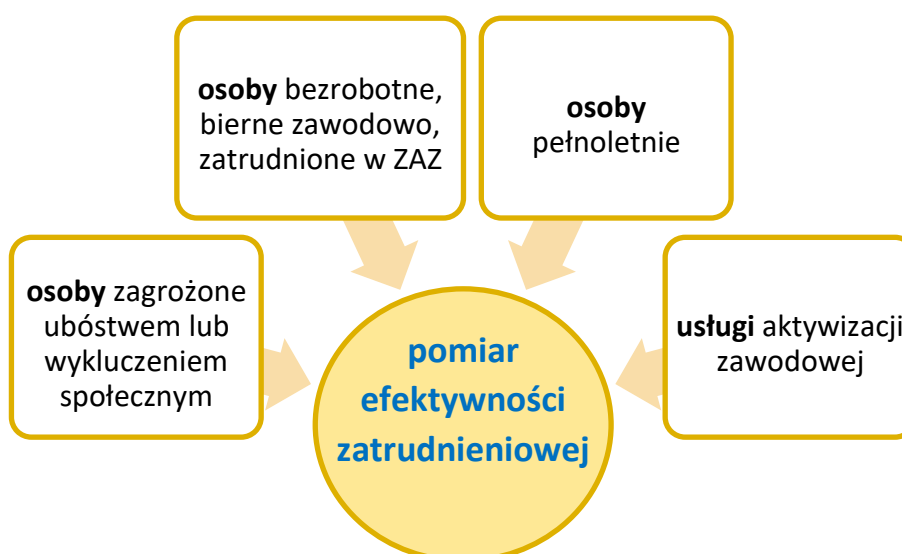 osoby bezrobotne,
bierne zawodowo,
zatrudnione w ZAZ
osoby
pełnoletnie
osoby zagrożone
ubóstwem lub
wykluczeniem
społecznym
usługi aktywizacji
zawodowej
pomiar
efektywności
zatrudnieniowej